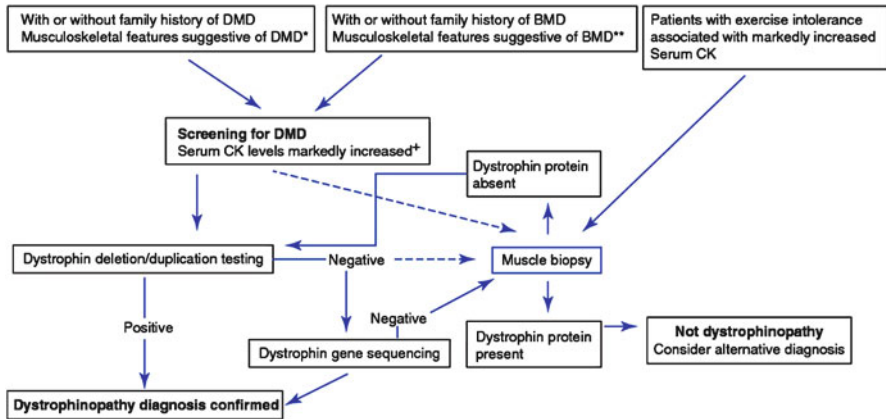 With or without family history of DMD
Musculoskeletal features suggestive of DMD*
With or without family history of BMD
Musculoskeletal features suggestive of BMD**
Patients with exercise intolerance
associated with markedly increased
Serum CK
Screening for DMD
Serum CK levels markedly increased+
Dystrophin protein
absent
Dystrophin deletion/duplication testing
Negative
Muscle biopsy
Positive
Negative
Dystrophin gene sequencing
Dystrophin protein
present
Not dystrophinopathy
Consider alternative diagnosis
Dystrophinopathy diagnosis confirmed